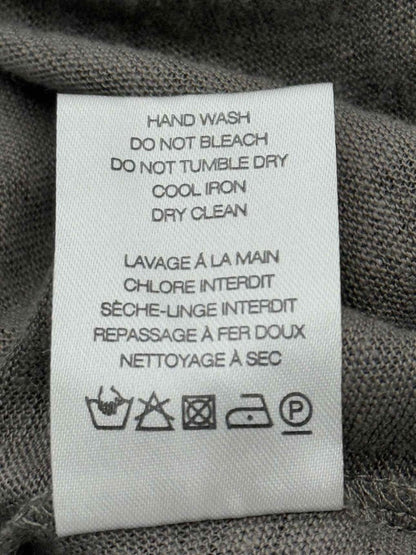 HAND WASH
DO NOT BLEACH
DO NOT TUMBLE DRY
COOL IRON
DRY CLEAN
LAVAGE Á LA MAIN
CHLORE INTERDIT
SÈCHE-LINGE INTERDIT
REPASSAGE À FER DOUX
NETTOYAGE À SEC
P